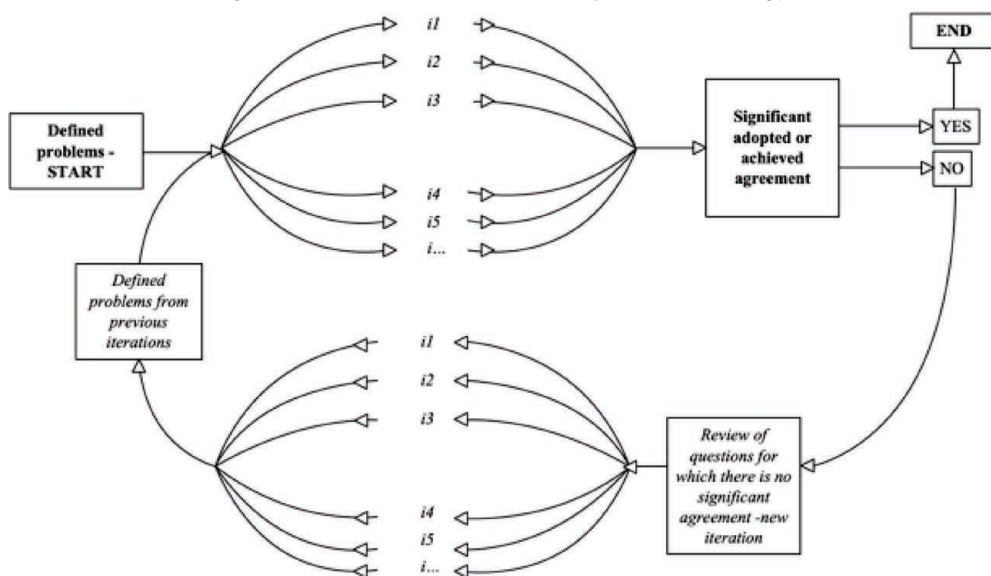 i1
i2
i3
i4
i5
i...
Defined
problems -
START
Significant
adopted or
achieved
agreement
END
YES
NO
Defined
problems from
previous
iterations
i1
i2
i3
i4
i5
i...
Review of
questions for
which there is no
significant
agreement -new
iteration